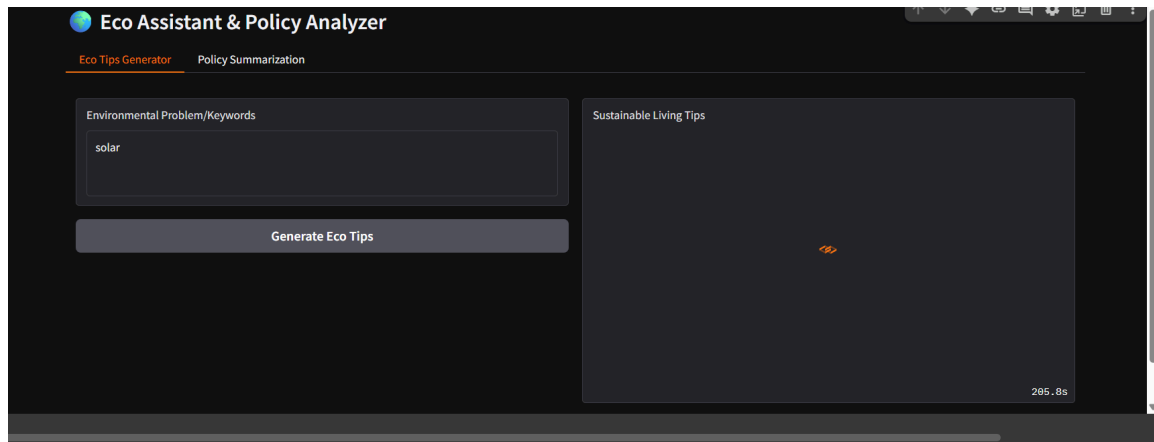 Eco Assistant & Policy Analyzer
Eco Tips Generator
Policy Summarization
Environmental Problem/Keywords
solar
Generate Eco Tips
Sustainable Living Tips
205.8s